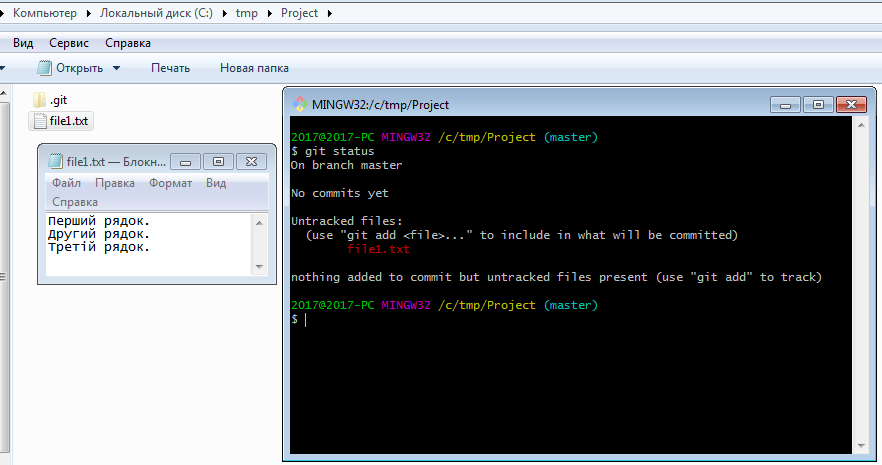 Компьютер ▸ Локальный диск (C:) ▸ tmp ▸ Project ▸
Вид Сервис Справка
Открыть Печать Новая папка
.git
file1.txt
file1.txt — Блокн...
Файл Правка Формат Вид
Справка
Перший рядок.
Другий рядок.
Третій рядок.
MINGW32:/c/tmp/Project
2017@2017-PC MINGW32 /c/tmp/Project (master)
$ git status
On branch master
No commits yet
Untracked files:
(use "git add <file>..." to include in what will be committed)
file1.txt
nothing added to commit but untracked files present (use "git add" to track)
2017@2017-PC MINGW32 /c/tmp/Project (master)
$